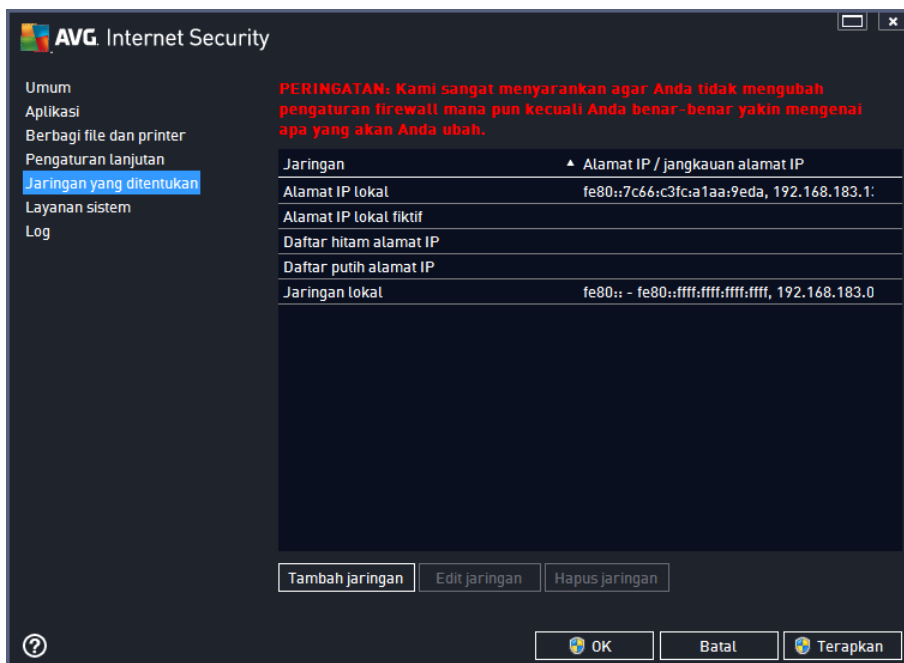 AVG. Internet Security
Umum
Aplikasi
Berbagi file dan printer
Pengaturan lanjutan
Jaringan yang ditentukan
Layanan sistem
Log
PERINGATAN: Kami sangat menyarankan agar Anda tidak mengubah
pengaturan firewall mana pun kecuali Anda benar-benar yakin mengenai
apa yang akan Anda ubah.
Jaringan ▲ Alamat IP / jangkauan alamat IP
Alamat IP lokal fe80::7c66:c3fc:a1aa:9eda, 192.168.183.1
Alamat IP lokal fiktif
Daftar hitam alamat IP
Daftar putih alamat IP
Jaringan lokal fe80:: - fe80::ffff:ffff:ffff:ffff, 192.168.183.0
Tambah jaringan Edit jaringan Hapus jaringan
? OK Batal Terapkan